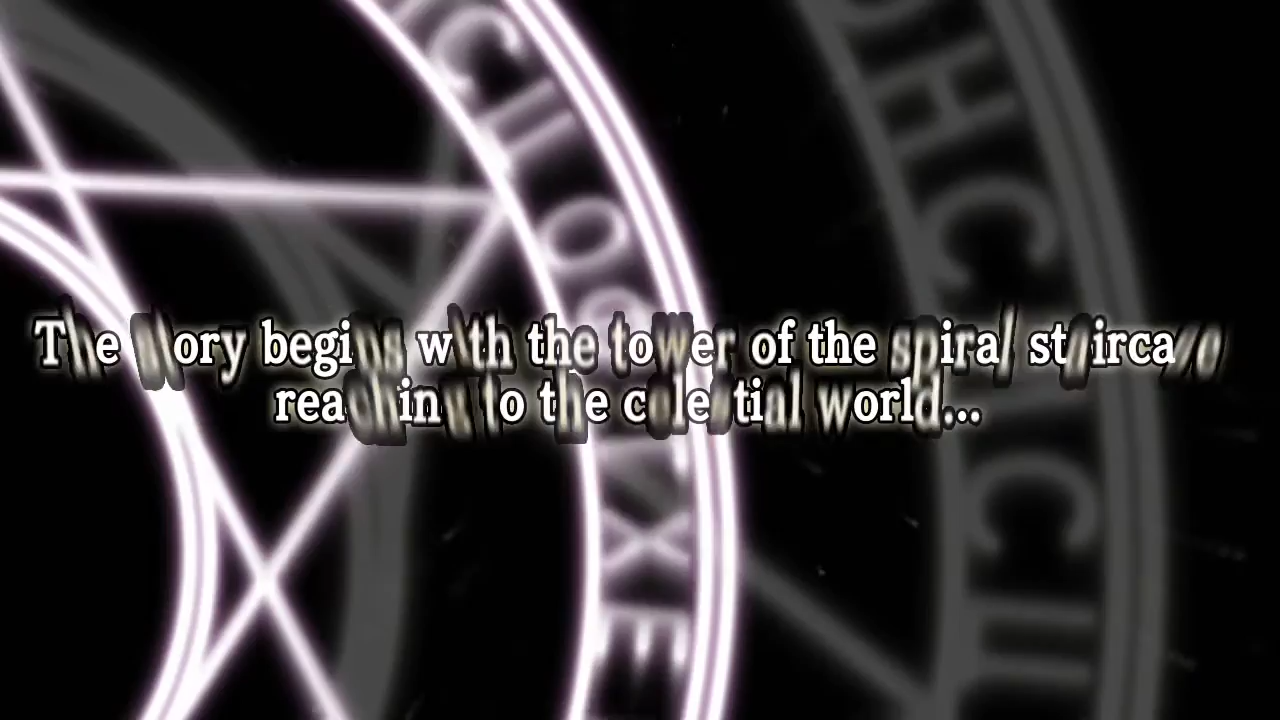 The story begins with the tower of the spiral staircase
reaching to the celestial world...